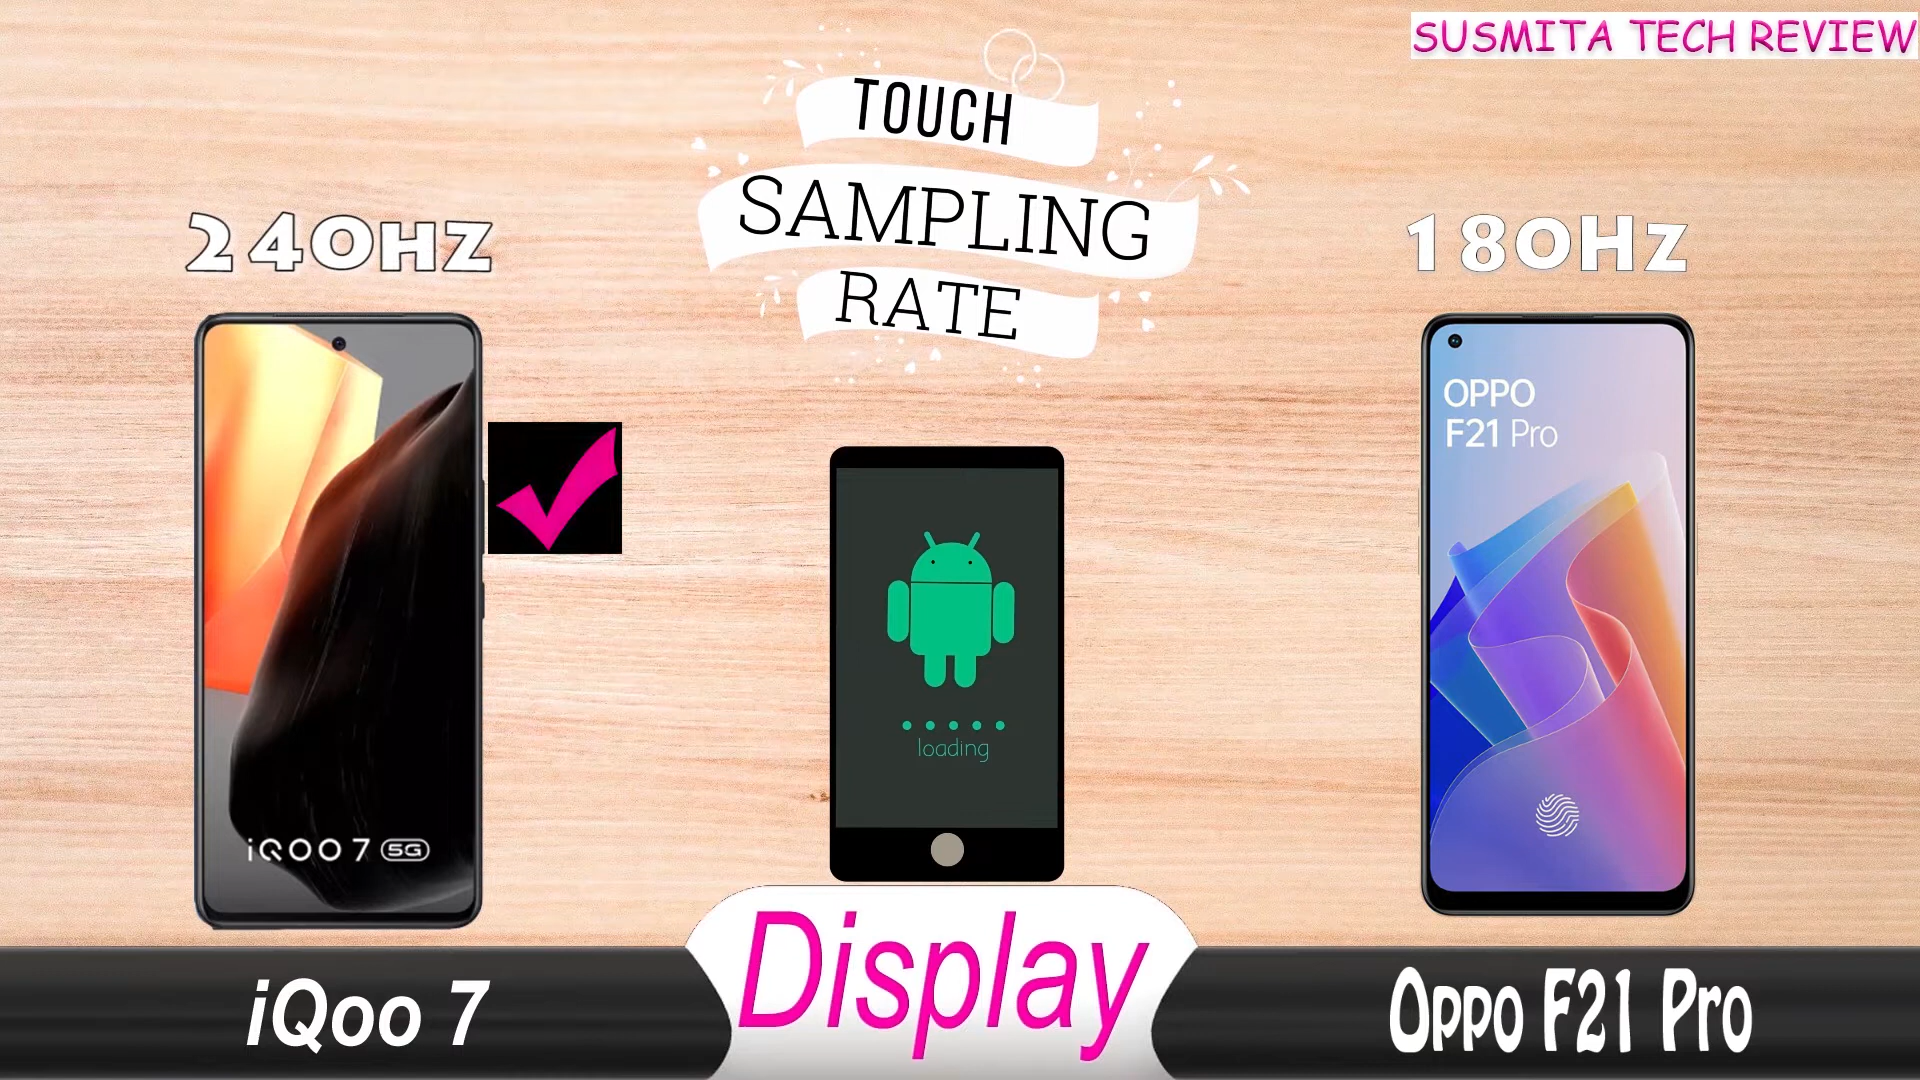 SUSMITA TECH REVIEW
TOUCH
SAMPLING
RATE
240HZ
180Hz
OPPO
F21 Pro
loading
iQOO 7 5G
Display
iQoo 7
Oppo F21 Pro